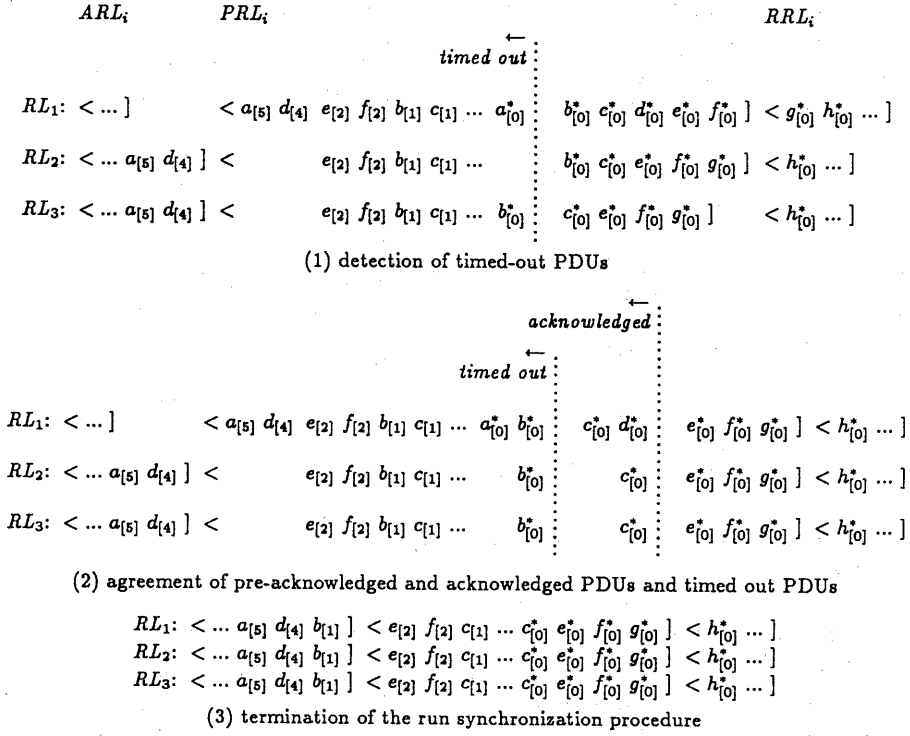 ARL_i PRL_i RRL_i
←
timed out
RL_1: < ... ] < a_[5] d_[4] e_[2] f_[2] b_[1] c_[1] ... a*_[0] b*_[0] c*_[0] d*_[0] e*_[0] f*_[0] ] < g*_[0] h*_[0] ... ]
RL_2: < ... a_[5] d_[4] ] < e_[2] f_[2] b_[1] c_[1] ... b*_[0] c*_[0] e*_[0] f*_[0] g*_[0] ] < h*_[0] ... ]
RL_3: < ... a_[5] d_[4] ] < e_[2] f_[2] b_[1] c_[1] ... b*_[0] c*_[0] e*_[0] f*_[0] g*_[0] ] < h*_[0] ... ]
(1) detection of timed-out PDUs
←
acknowledged
←
timed out
RL_1: < ... ] < a_[5] d_[4] e_[2] f_[2] b_[1] c_[1] ... a*_[0] b*_[0] c*_[0] d*_[0] e*_[0] f*_[0] g*_[0] ] < h*_[0] ... ]
RL_2: < ... a_[5] d_[4] ] < e_[2] f_[2] b_[1] c_[1] ... b*_[0] c*_[0] e*_[0] f*_[0] g*_[0] ] < h*_[0] ... ]
RL_3: < ... a_[5] d_[4] ] < e_[2] f_[2] b_[1] c_[1] ... b*_[0] c*_[0] e*_[0] f*_[0] g*_[0] ] < h*_[0] ... ]
(2) agreement of pre-acknowledged and acknowledged PDUs and timed out PDUs
RL_1: < ... a_[5] d_[4] b_[1] ] < e_[2] f_[2] c_[1] ... c*_[0] e*_[0] f*_[0] g*_[0] ] < h*_[0] ... ]
RL_2: < ... a_[5] d_[4] b_[1] ] < e_[2] f_[2] c_[1] ... c*_[0] e*_[0] f*_[0] g*_[0] ] < h*_[0] ... ]
RL_3: < ... a_[5] d_[4] b_[1] ] < e_[2] f_[2] c_[1] ... c*_[0] e*_[0] f*_[0] g*_[0] ] < h*_[0] ... ]
(3) termination of the run synchronization procedure